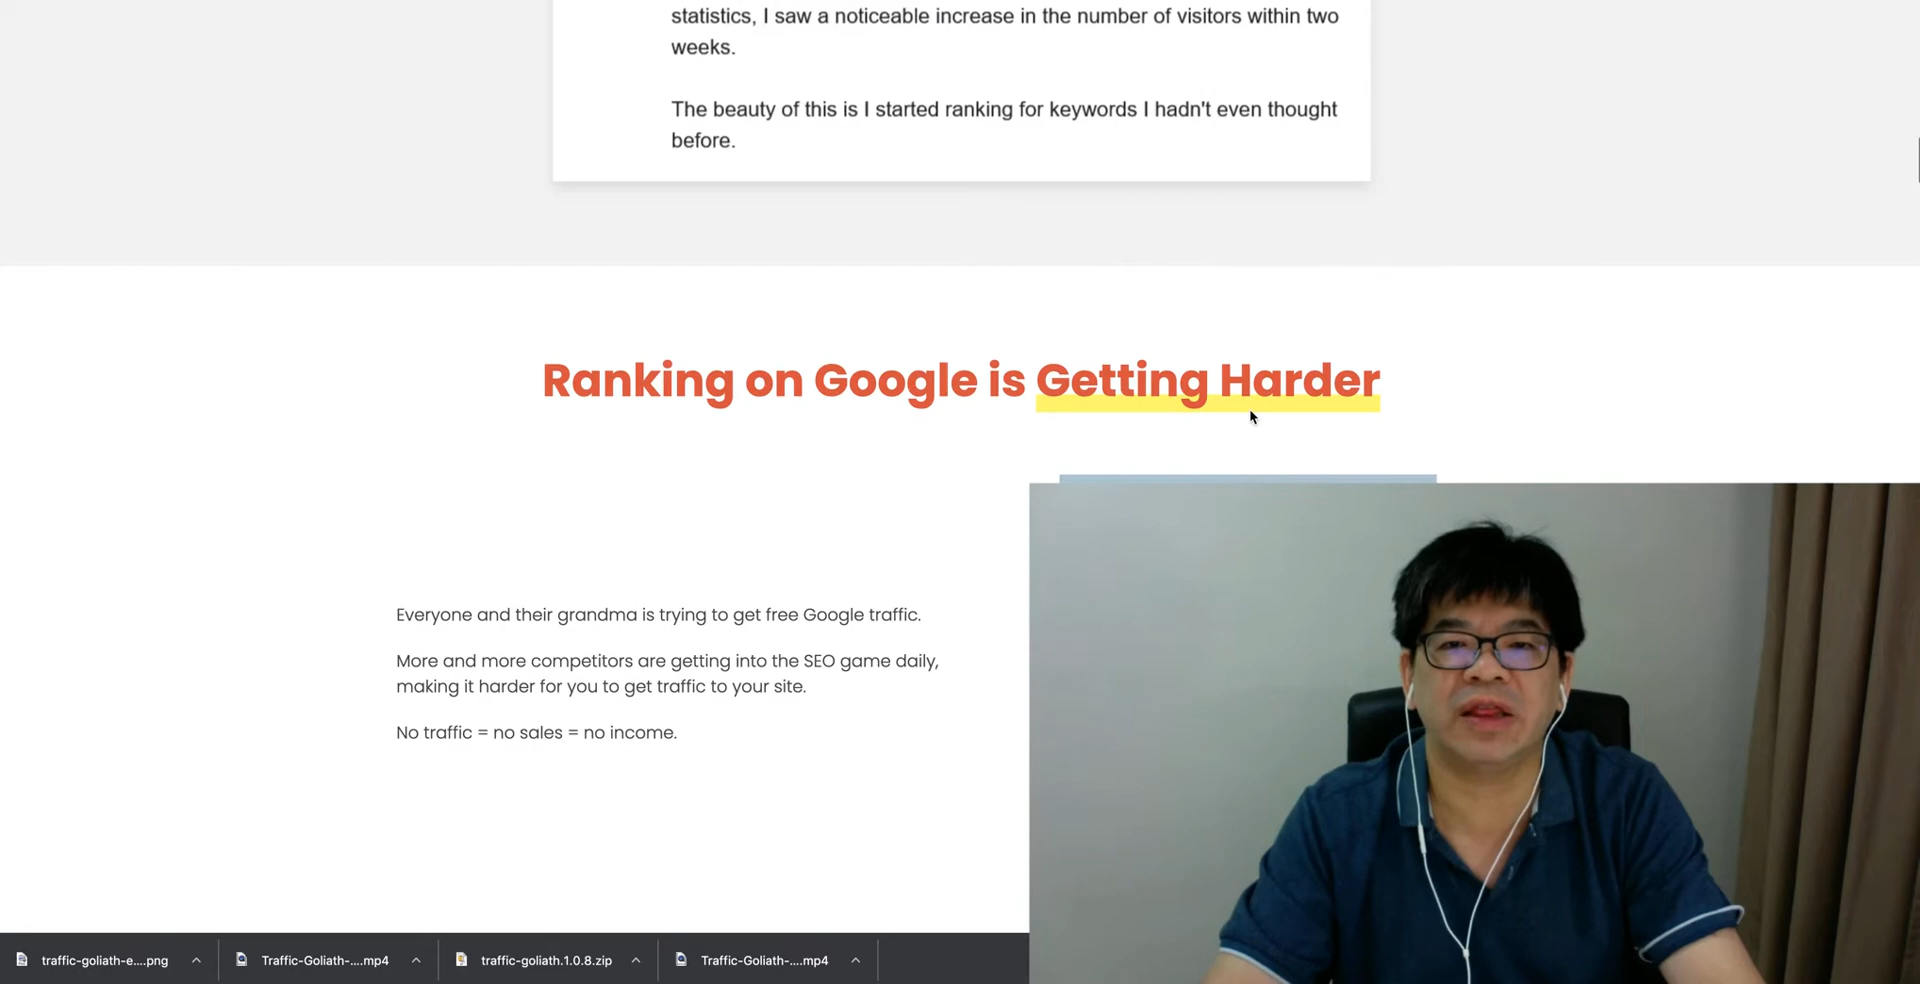 statistics, I saw a noticeable increase in the number of visitors within two
weeks.
The beauty of this is I started ranking for keywords I hadn't even thought
before.
Ranking on Google is Getting Harder
Everyone and their grandma is trying to get free Google traffic.
More and more competitors are getting into the SEO game daily,
making it harder for you to get traffic to your site.
No traffic = no sales = no income.
traffic-goliath-e....png
Traffic-Goliath-....mp4
traffic-goliath.1.0.8.zip
Traffic-Goliath-....mp4